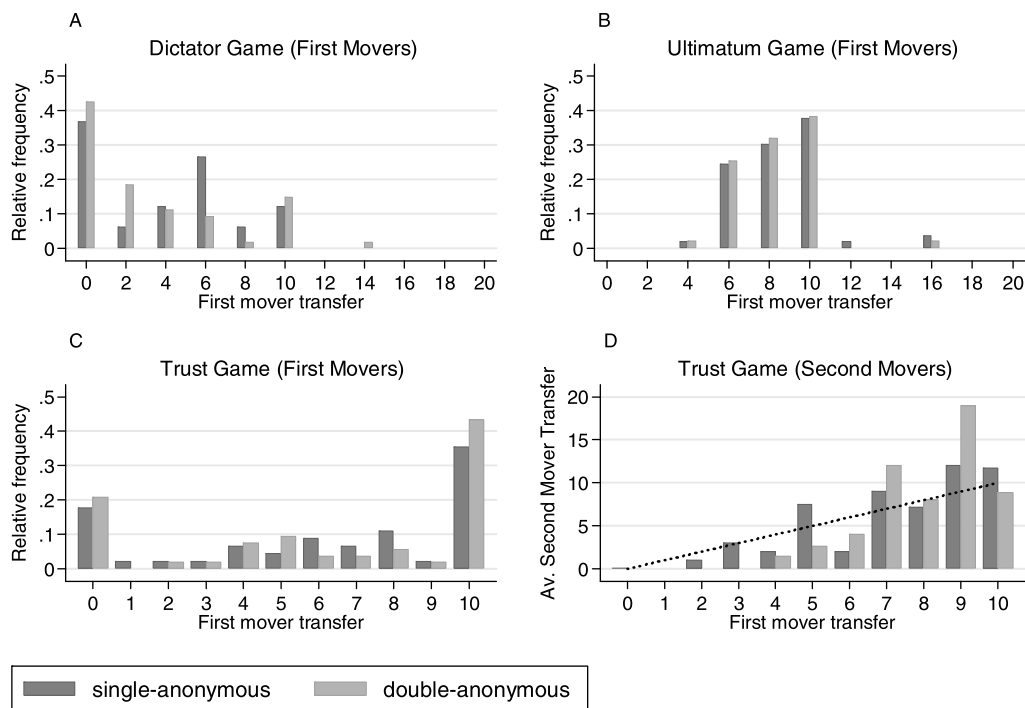 A
Dictator Game (First Movers)
Relative frequency
.5
.4
.3
.2
.1
0
0 2 4 6 8 10 12 14 16 18 20
First mover transfer
B
Ultimatum Game (First Movers)
Relative frequency
.5
.4
.3
.2
.1
0
0 2 4 6 8 10 12 14 16 18 20
First mover transfer
C
Trust Game (First Movers)
Relative frequency
.5
.4
.3
.2
.1
0
0 1 2 3 4 5 6 7 8 9 10
First mover transfer
D
Trust Game (Second Movers)
Av. Second Mover Transfer
20
15
10
5
0
0 1 2 3 4 5 6 7 8 9 10
First mover transfer
single-anonymous double-anonymous